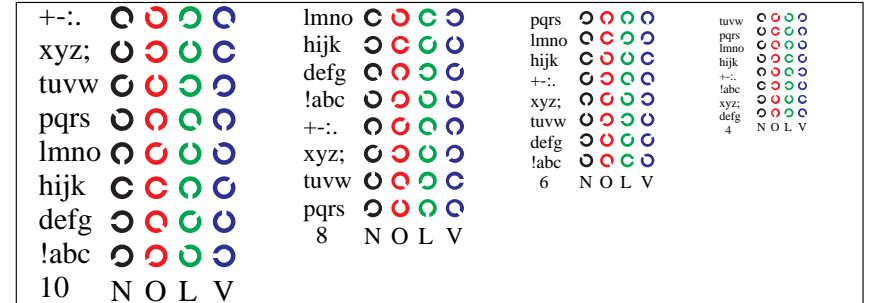 +-:.
xyz;
tuvw
pqrs
lmno
hijk
defg
!abc
10 N O L V
lmno
hijk
defg
!abc
+-:.
xyz;
tuvw
pqrs
8 N O L V
pqrs
lmno
hijk
+-:.
xyz;
tuvw
defg
!abc
6 N O L V
tuvw
pqrs
lmno
hijk
+-:.
!abc
xyz;
defg
4 N O L V